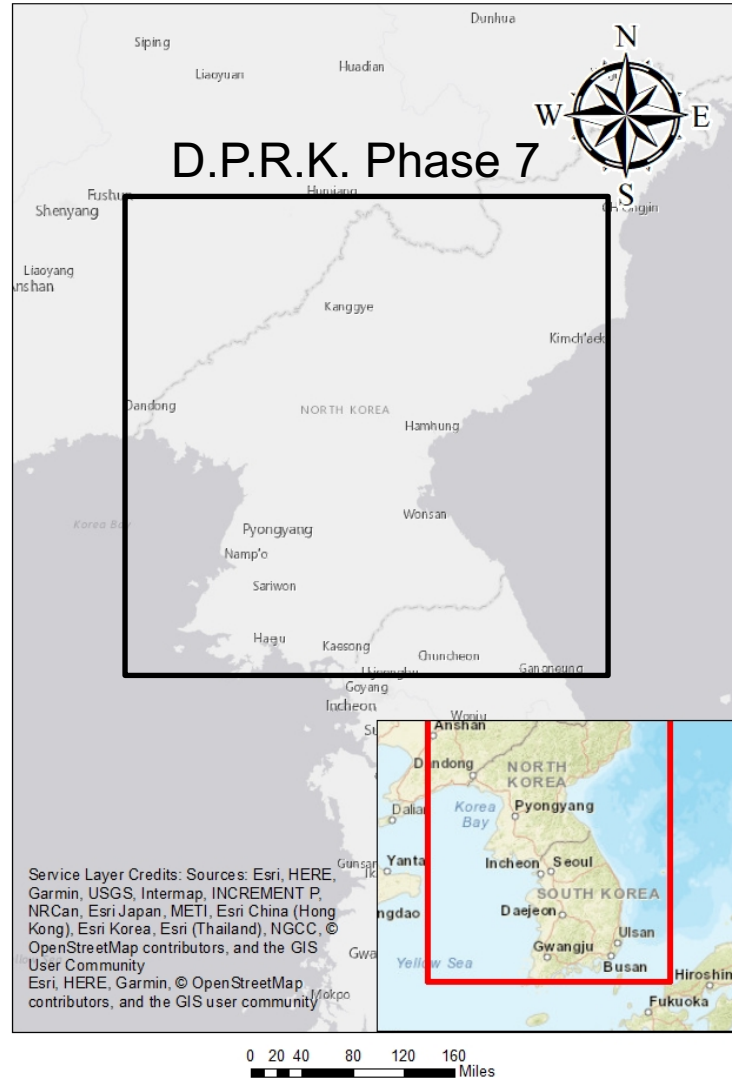 Dunhua
Siping
Huadian
Liaoyuan
N
W E
S
D.P.R.K. Phase 7
Fushun
Shenyang
Liaoyang
Anshan
Kanggye
Kimch'aek
Dandong
NORTH KOREA
Hamhung
Wonsan
Korea Bay
Pyongyang
Namp'o
Sariwon
Haeju
Kaesong
Chuncheon
Gangneung
Goyang
Incheon
Wonju
Gunsan
Mokpo
Anshan
Dandong
NORTH
KOREA
Dalian
Korea
Bay
Pyongyang
Yanta
Incheon
Seoul
SOUTH KOREA
ngdao
Daejeon
Ulsan
Gwangju
Yellow Sea
Busan
Hiroshin
Fukuoka
Service Layer Credits: Sources: Esri, HERE,
Garmin, USGS, Intermap, INCREMENT P,
NRCan, Esri Japan, METI, Esri China (Hong
Kong), Esri Korea, Esri (Thailand), NGCC, ©
OpenStreetMap contributors, and the GIS
User Community
Esri, HERE, Garmin, © OpenStreetMap
contributors, and the GIS user community
0 20 40 80 120 160
Miles